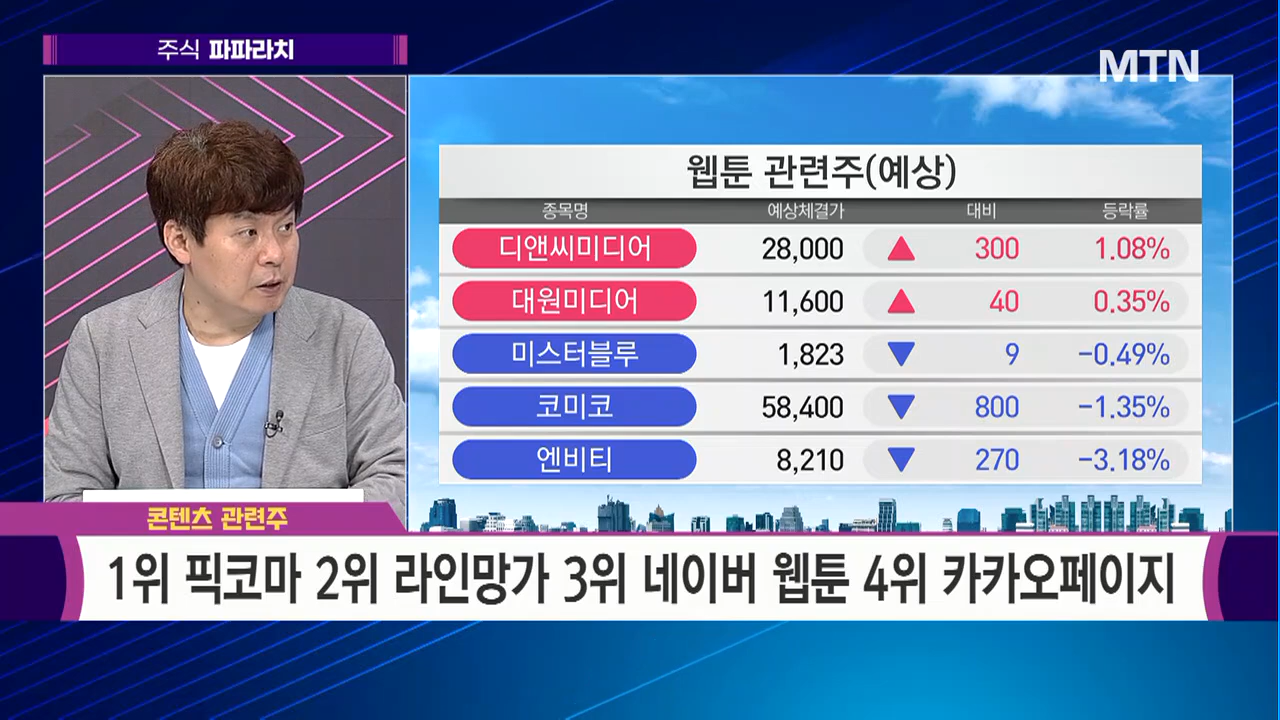 주식 파파라치
MTN
웹툰 관련주(예상)
종목명 예상체결가 대비 등락률
디앤씨미디어 28,000 ▲ 300 1.08%
대원미디어 11,600 ▲ 40 0.35%
미스터블루 1,823 ▼ 9 -0.49%
코미코 58,400 ▼ 800 -1.35%
엔비티 8,210 ▼ 270 -3.18%
콘텐츠 관련주
1위 픽코마 2위 라인망가 3위 네이버 웹툰 4위 카카오페이지